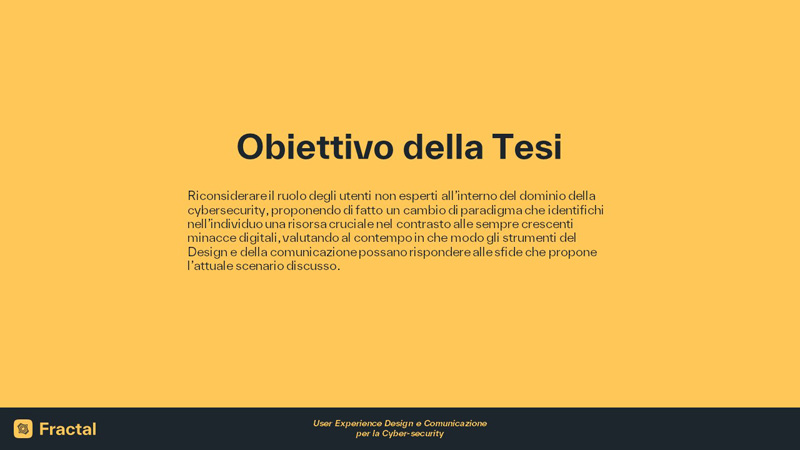 Obiettivo della Tesi
Riconsiderare il ruolo degli utenti non esperti all'interno del dominio della
cybersecurity, proponendo di fatto un cambio di paradigma che identifichi
nell'individuo una risorsa cruciale nel contrasto alle sempre crescenti
minacce digitali, valutando al contempo in che modo gli strumenti del
Design e della comunicazione possano rispondere alle sfide che propone
l'attuale scenario discusso.
Fractal
User Experience Design e Comunicazione
per la Cyber-security